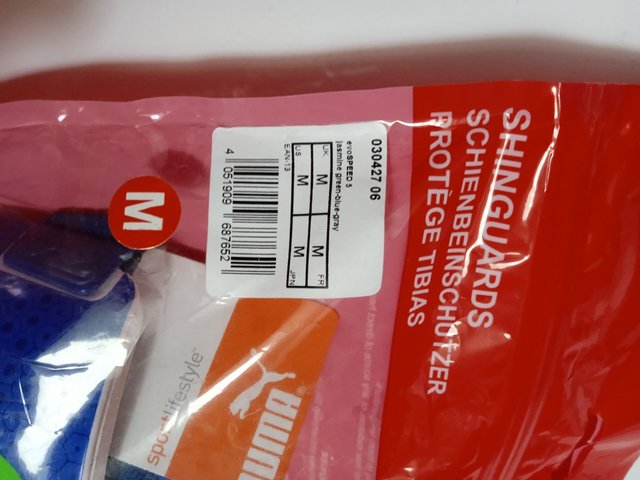 SHINGUARDS
SCHIENBEINSCHÜTZER
PROTÈGE TIBIAS
030427 06
evoSPEED 5
jasmine green-blue-gray
UK M M FR
US M M JPN
EAN-13
4 051909 687652
M
sportlifestyle™
PUMA